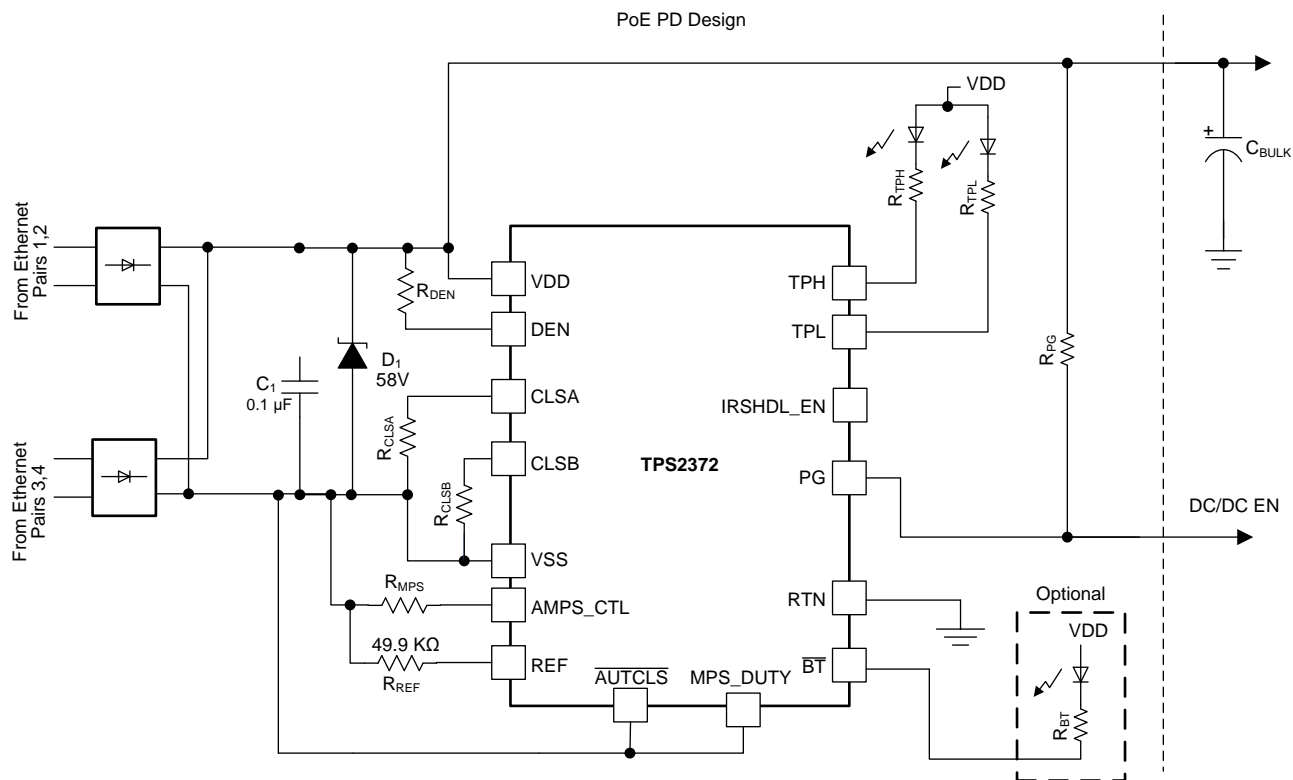 PoE PD Design
VDD
C_BULK
R_TPH
R_TPL
From Ethernet
Pairs 1,2
VDD
TPH
R_DEN
DEN
TPL
R_PG
D₁
58V
C₁
0.1 µF
CLSA
IRSHDL_EN
R_CLSA
CLSB
TPS2372
PG
R_CLSB
From Ethernet
Pairs 3,4
DC/DC EN
VSS
R_MPS
AMPS_CTL
RTN
Optional
VDD
49.9 KΩ
R_REF
REF
AUTCLS
MPS_DUTY
BT
R_BT